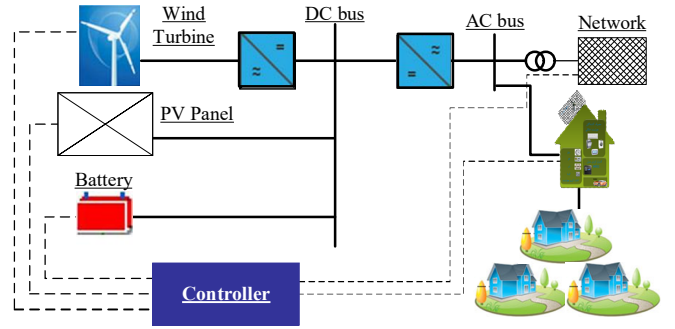 Wind
Turbine
DC bus
AC bus
Network
=
≈
≈
=
PV Panel
Battery
Controller